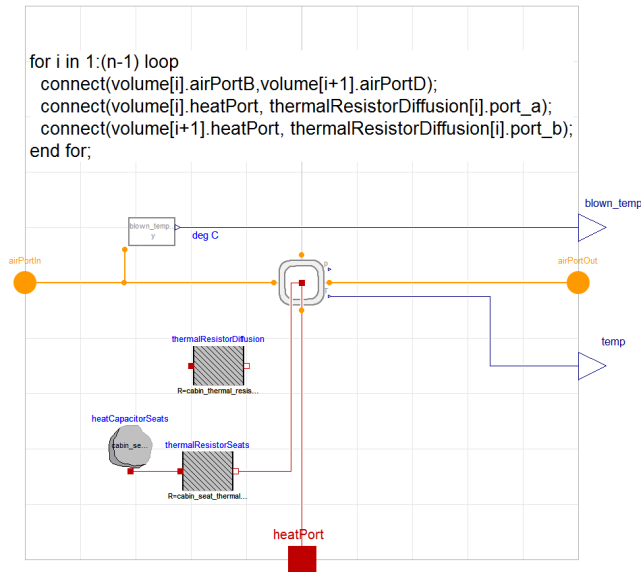 for i in 1:(n-1) loop
connect(volume[i].airPortB,volume[i+1].airPortD);
connect(volume[i].heatPort, thermalResistorDiffusion[i].port_a);
connect(volume[i+1].heatPort, thermalResistorDiffusion[i].port_b);
end for;
blown_temp
blown_temp...
y
deg C
airPortIn
airPortOut
P
T
temp
thermalResistorDiffusion
R=cabin_thermal_resis...
heatCapacitorSeats
cabin_se...
thermalResistorSeats
R=cabin_seat_thermal...
heatPort